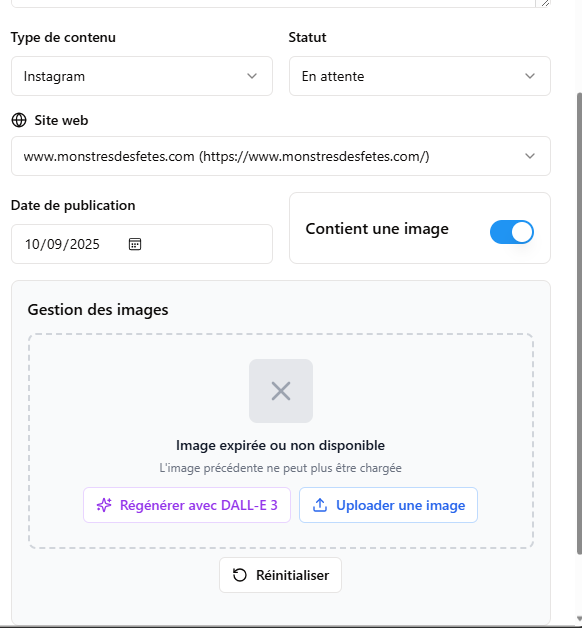 Type de contenu
Statut
Instagram
En attente
Site web
www.monstresdesfetes.com (https://www.monstresdesfetes.com/)
Date de publication
Contient une image
10/09/2025
Gestion des images
Image expirée ou non disponible
L'image précédente ne peut plus être chargée
Régénérer avec DALL-E 3
Uploader une image
Réinitialiser